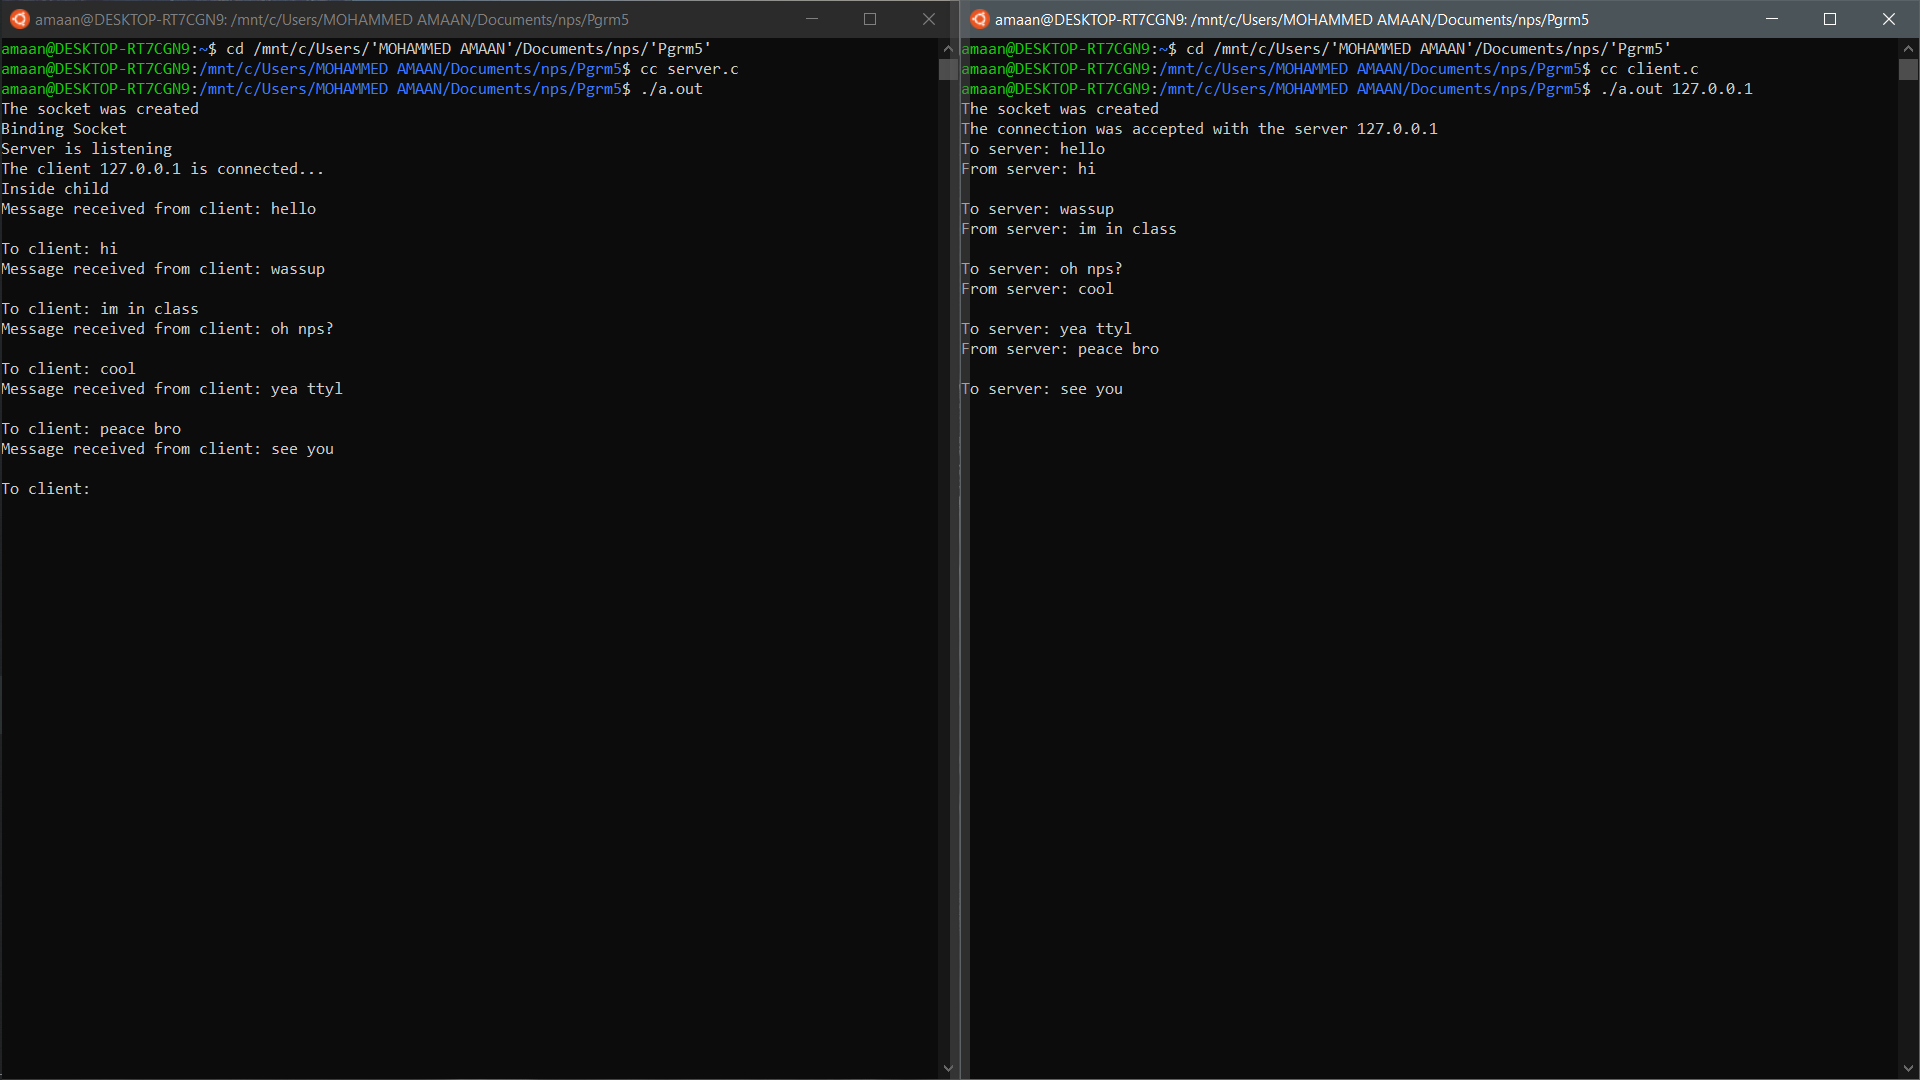 amaan@DESKTOP-RT7CGN9: /mnt/c/Users/MOHAMMED AMAAN/Documents/nps/Pgrm5
amaan@DESKTOP-RT7CGN9:~$ cd /mnt/c/Users/'MOHAMMED AMAAN'/Documents/nps/'Pgrm5'
amaan@DESKTOP-RT7CGN9:/mnt/c/Users/MOHAMMED AMAAN/Documents/nps/Pgrm5$ cc server.c
amaan@DESKTOP-RT7CGN9:/mnt/c/Users/MOHAMMED AMAAN/Documents/nps/Pgrm5$ ./a.out
The socket was created
Binding Socket
Server is listening
The client 127.0.0.1 is connected...
Inside child
Message received from client: hello
To client: hi
Message received from client: wassup
To client: im in class
Message received from client: oh nps?
To client: cool
Message received from client: yea ttyl
To client: peace bro
Message received from client: see you
To client:
amaan@DESKTOP-RT7CGN9: /mnt/c/Users/MOHAMMED AMAAN/Documents/nps/Pgrm5
amaan@DESKTOP-RT7CGN9:~$ cd /mnt/c/Users/'MOHAMMED AMAAN'/Documents/nps/'Pgrm5'
amaan@DESKTOP-RT7CGN9:/mnt/c/Users/MOHAMMED AMAAN/Documents/nps/Pgrm5$ cc client.c
amaan@DESKTOP-RT7CGN9:/mnt/c/Users/MOHAMMED AMAAN/Documents/nps/Pgrm5$ ./a.out 127.0.0.1
The socket was created
The connection was accepted with the server 127.0.0.1
To server: hello
From server: hi
To server: wassup
From server: im in class
To server: oh nps?
From server: cool
To server: yea ttyl
From server: peace bro
To server: see you